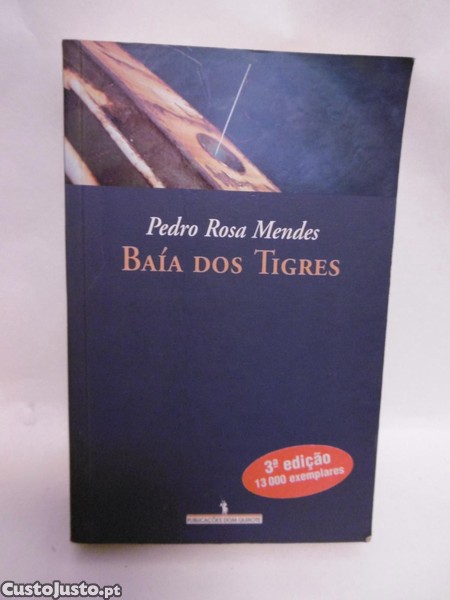 Pedro Rosa Mendes
BAÍA DOS TIGRES
3ª edição
13 000 exemplares
PUBLICAÇÕES DOM QUIXOTE
CustoJusto.pt